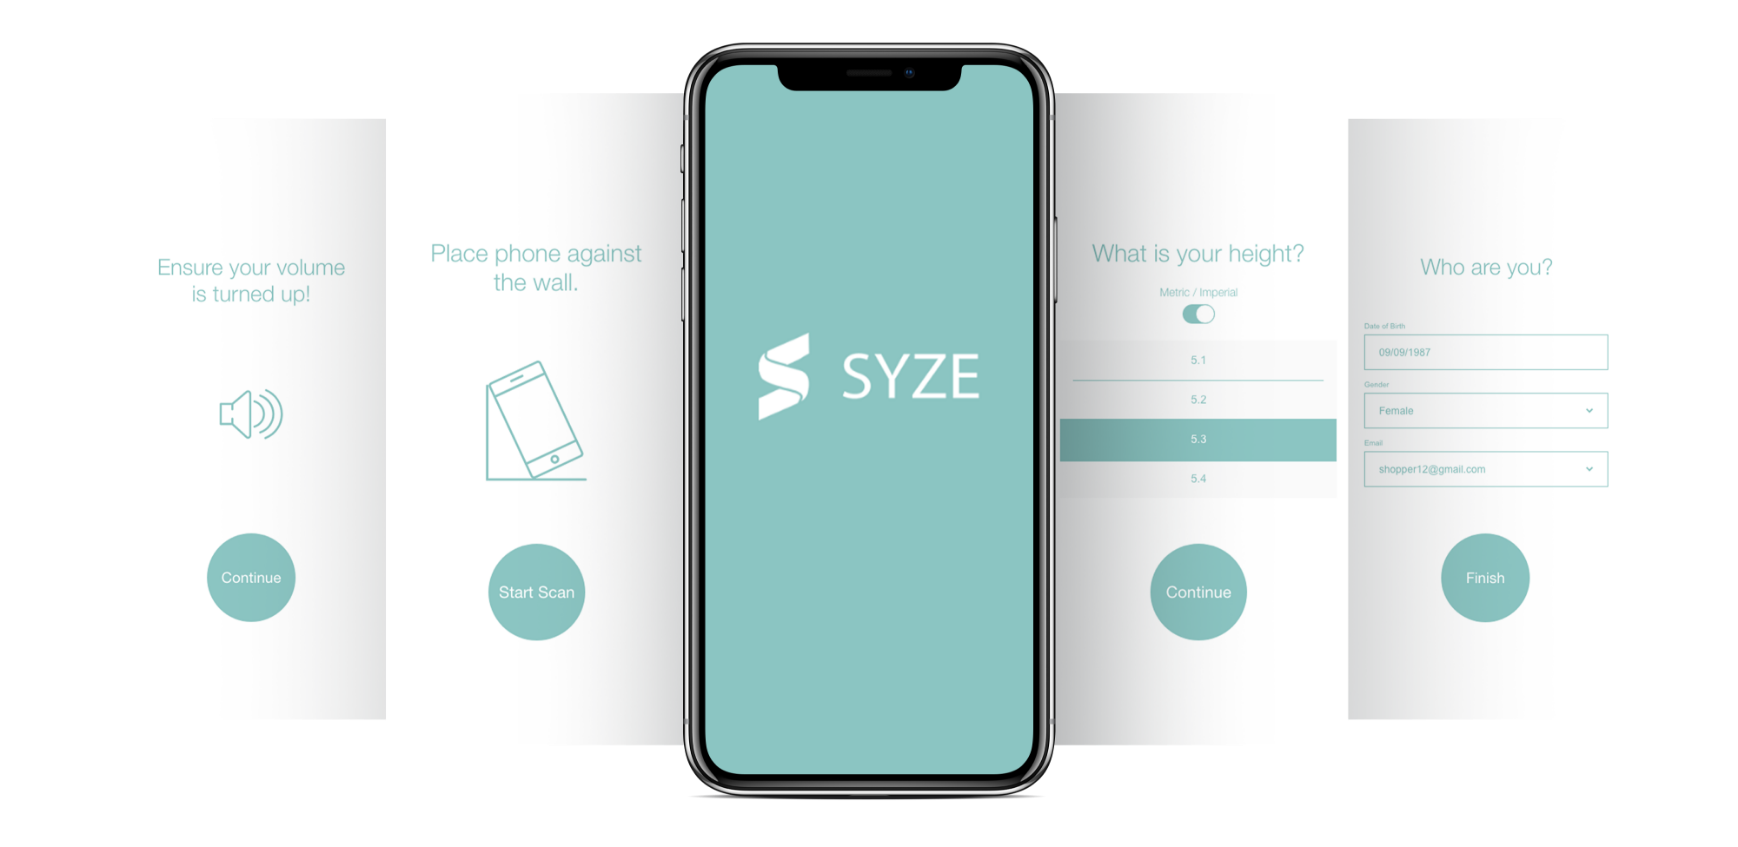 Ensure your volume
is turned up!
Continue
Place phone against
the wall.
Start Scan
SYZE
What is your height?
Metric / Imperial
5.1
5.2
5.3
5.4
Continue
Who are you?
Date of Birth
09/09/1987
Gender
Female
Email
shopper12@gmail.com
Finish